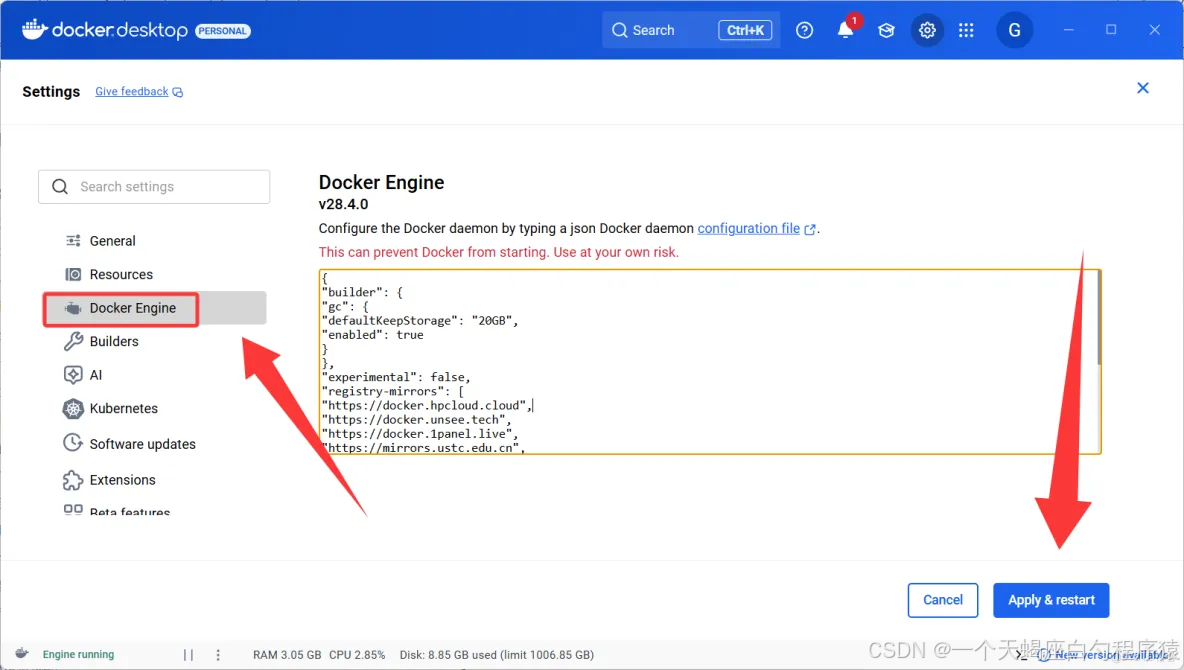 docker.desktop PERSONAL
Search Ctrl+K
1
G
Settings Give feedback
Search settings
General
Resources
Docker Engine
Builders
AI
Kubernetes
Software updates
Extensions
Beta features
Docker Engine
v28.4.0
Configure the Docker daemon by typing a json Docker daemon configuration file.
This can prevent Docker from starting. Use at your own risk.
{
"builder": {
"gc": {
"defaultKeepStorage": "20GB",
"enabled": true
}
},
"experimental": false,
"registry-mirrors": [
"https://docker.hpcloud.cloud",
"https://docker.unsee.tech",
"https://docker.1panel.live",
"https://mirrors.ustc.edu.cn",
Cancel
Apply & restart
Engine running
RAM 3.05 GB CPU 2.85% Disk: 8.85 GB used (limit 1006.85 GB)
New version available
CSDN @一个天蝎座白勺程序猿